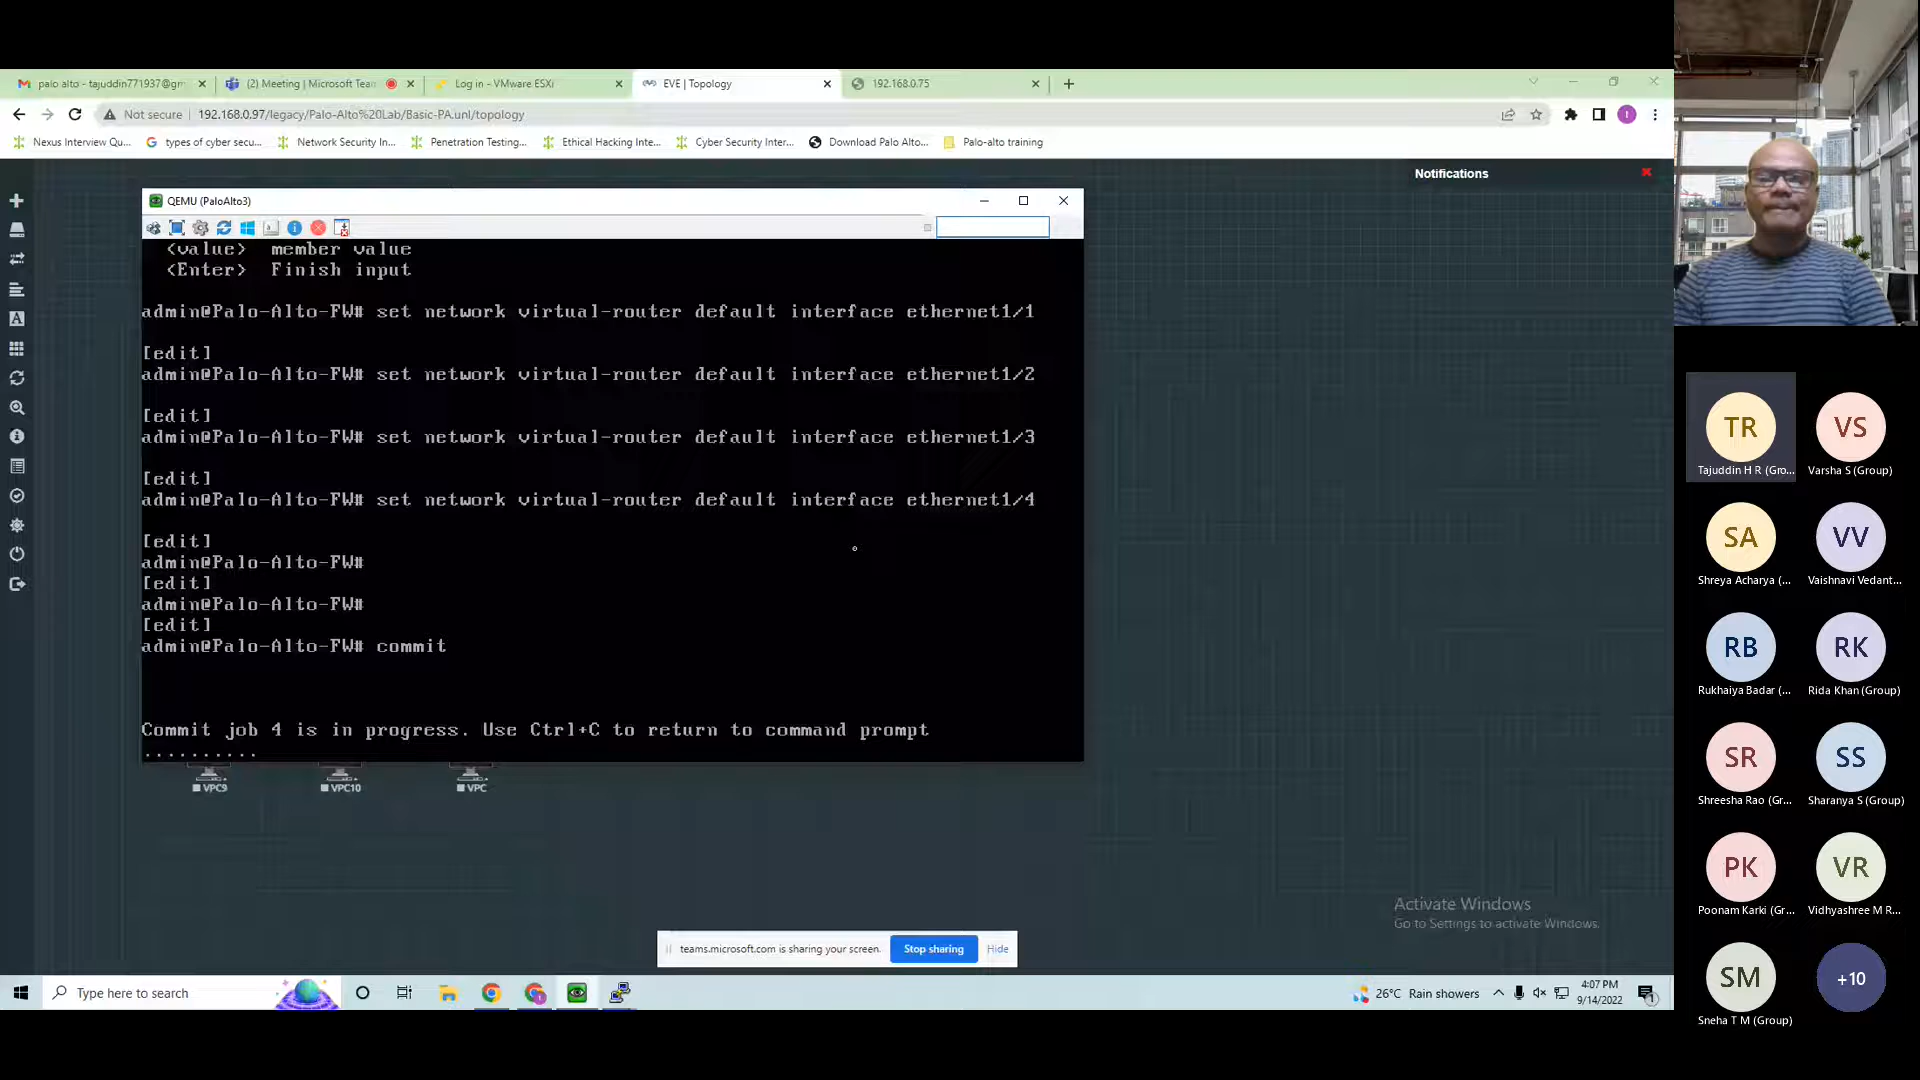 palo alto - tajuddin771937@gm
(2) Meeting | Microsoft Team
Log in - VMware ESXi
EVE | Topology
192.168.0.75
Not secure
192.168.0.97/legacy/Palo-Alto%20Lab/Basic-PA.unl/topology
Nexus Interview Qu...
types of cyber secu...
Network Security In...
Penetration Testing...
Ethical Hacking Inte...
Cyber Security Inter...
Download Palo Alto...
Palo-alto training
Notifications
QEMU (PaloAlto3)
<value> member value
<Enter> Finish input
admin@Palo-Alto-FW# set network virtual-router default interface ethernet1/1
[edit]
admin@Palo-Alto-FW# set network virtual-router default interface ethernet1/2
[edit]
admin@Palo-Alto-FW# set network virtual-router default interface ethernet1/3
[edit]
admin@Palo-Alto-FW# set network virtual-router default interface ethernet1/4
[edit]
admin@Palo-Alto-FW#
[edit]
admin@Palo-Alto-FW#
[edit]
admin@Palo-Alto-FW# commit
Commit job 4 is in progress. Use Ctrl+C to return to command prompt
..........
VPC9
VPC10
VPC
Activate Windows
Go to Settings to activate Windows.
teams.microsoft.com is sharing your screen.
Stop sharing
Hide
Type here to search
26°C Rain showers
4:07 PM
9/14/2022
1
TR
Tajuddin H R (Gro...
VS
Varsha S (Group)
SA
Shreya Acharya (...
VV
Vaishnavi Vedant...
RB
Rukhaiya Badar (...
RK
Rida Khan (Group)
SR
Shreesha Rao (Gr...
SS
Sharanya S (Group)
PK
Poonam Karki (Gr...
VR
Vidhyashree M R...
SM
Sneha T M (Group)
+10